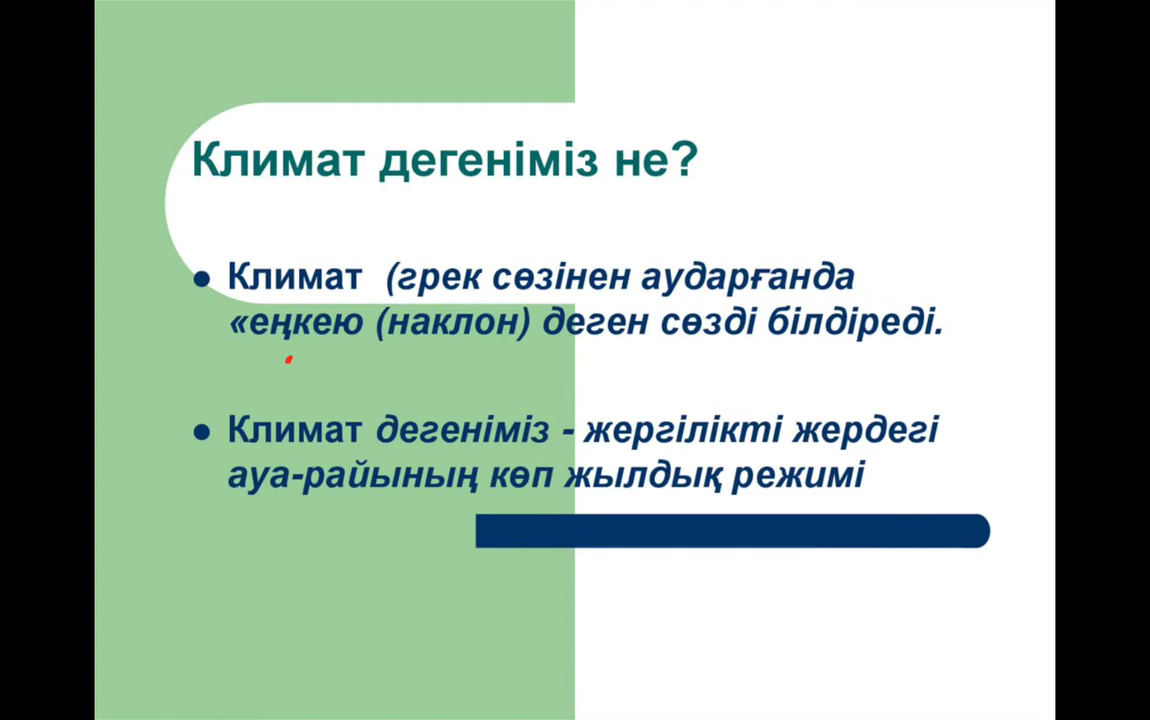 Климат дегеніміз не?
Климат (грек сөзінен аударғанда
«еңкею (наклон) деген сөзді білдіреді.
Климат дегеніміз - жергілікті жердегі
ауа-райының көп жылдық режимі